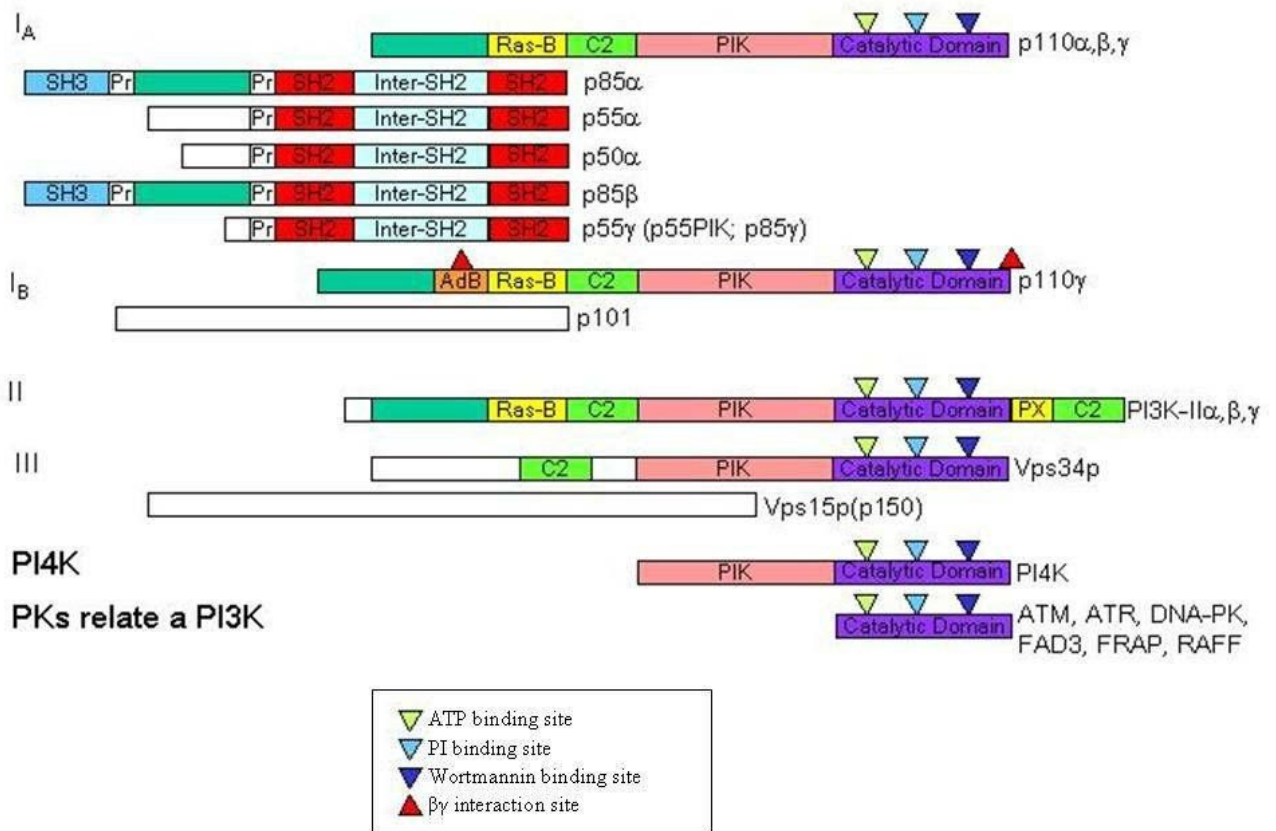 I_A
Ras-B C2 PIK Catalytic Domain p110α,β,γ
SH3 Pr Pr SH2 Inter-SH2 SH2 p85α
Pr SH2 Inter-SH2 SH2 p55α
Pr SH2 Inter-SH2 SH2 p50α
SH3 Pr Pr SH2 Inter-SH2 SH2 p85β
Pr SH2 Inter-SH2 SH2 p55γ (p55PIK; p85γ)
I_B
AdB Ras-B C2 PIK Catalytic Domain p110γ
p101
II
Ras-B C2 PIK Catalytic Domain PX C2 PI3K-IIα,β,γ
III
C2 PIK Catalytic Domain Vps34p
Vps15p(p150)
PI4K
PIK Catalytic Domain PI4K
PKs relate a PI3K
Catalytic Domain ATM, ATR, DNA-PK,
FAD3, FRAP, RAFF
ATP binding site
PI binding site
Wortmannin binding site
βγ interaction site